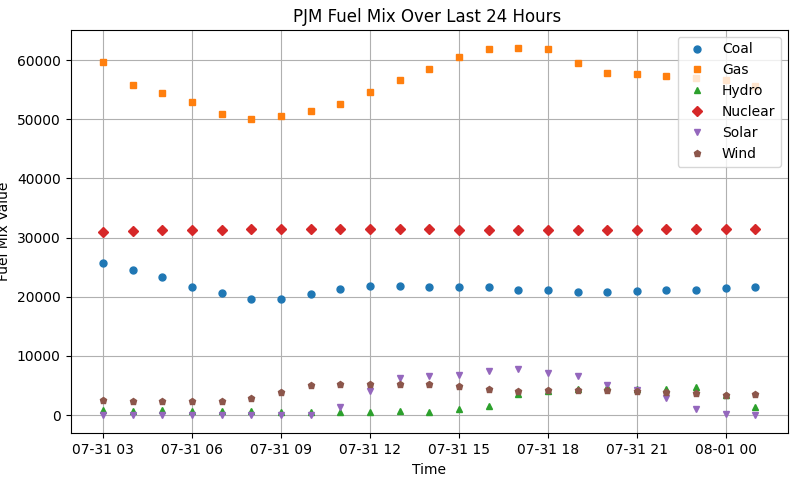 PJM Fuel Mix Over Last 24 Hours
Fuel Mix Value
60000
50000
40000
30000
20000
10000
0
Coal
Gas
Hydro
Nuclear
Solar
Wind
07-31 03 07-31 06 07-31 09 07-31 12 07-31 15 07-31 18 07-31 21 08-01 00
Time